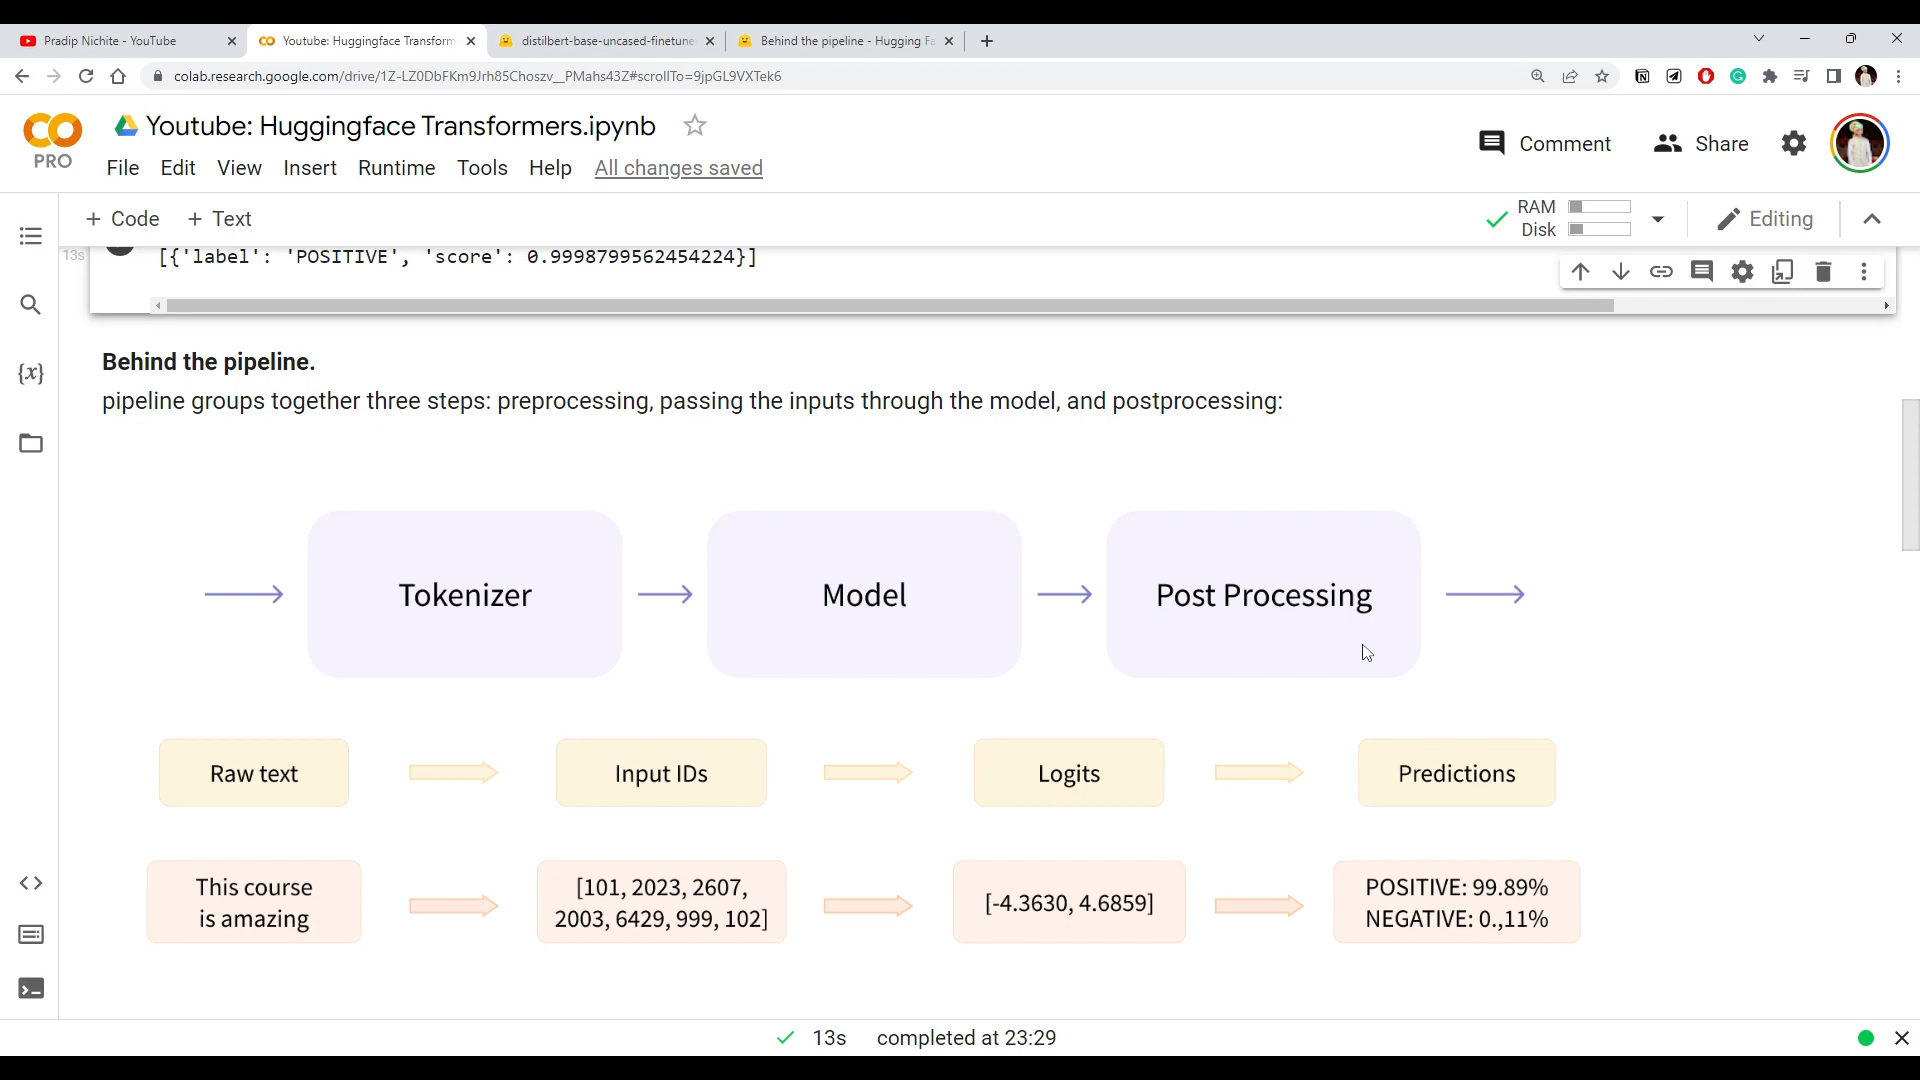 Pradip Nichite - YouTube
Youtube: Huggingface Transform
distilbert-base-uncased-finetune
Behind the pipeline - Hugging Fa
colab.research.google.com/drive/1Z-LZ0DbFKm9Jrh85Choszv__PMahs43Z#scrollTo=9jpGL9VXTek6
CO
PRO
Youtube: Huggingface Transformers.ipynb
Comment
Share
File Edit View Insert Runtime Tools Help All changes saved
+ Code + Text
RAM
Disk
Editing
13s
[{'label': 'POSITIVE', 'score': 0.9998799562454224}]
{x}
Behind the pipeline.
pipeline groups together three steps: preprocessing, passing the inputs through the model, and postprocessing:
Tokenizer
Model
Post Processing
Raw text
Input IDs
Logits
Predictions
This course
is amazing
[101, 2023, 2607,
2003, 6429, 999, 102]
[-4.3630, 4.6859]
POSITIVE: 99.89%
NEGATIVE: 0.,11%
13s completed at 23:29